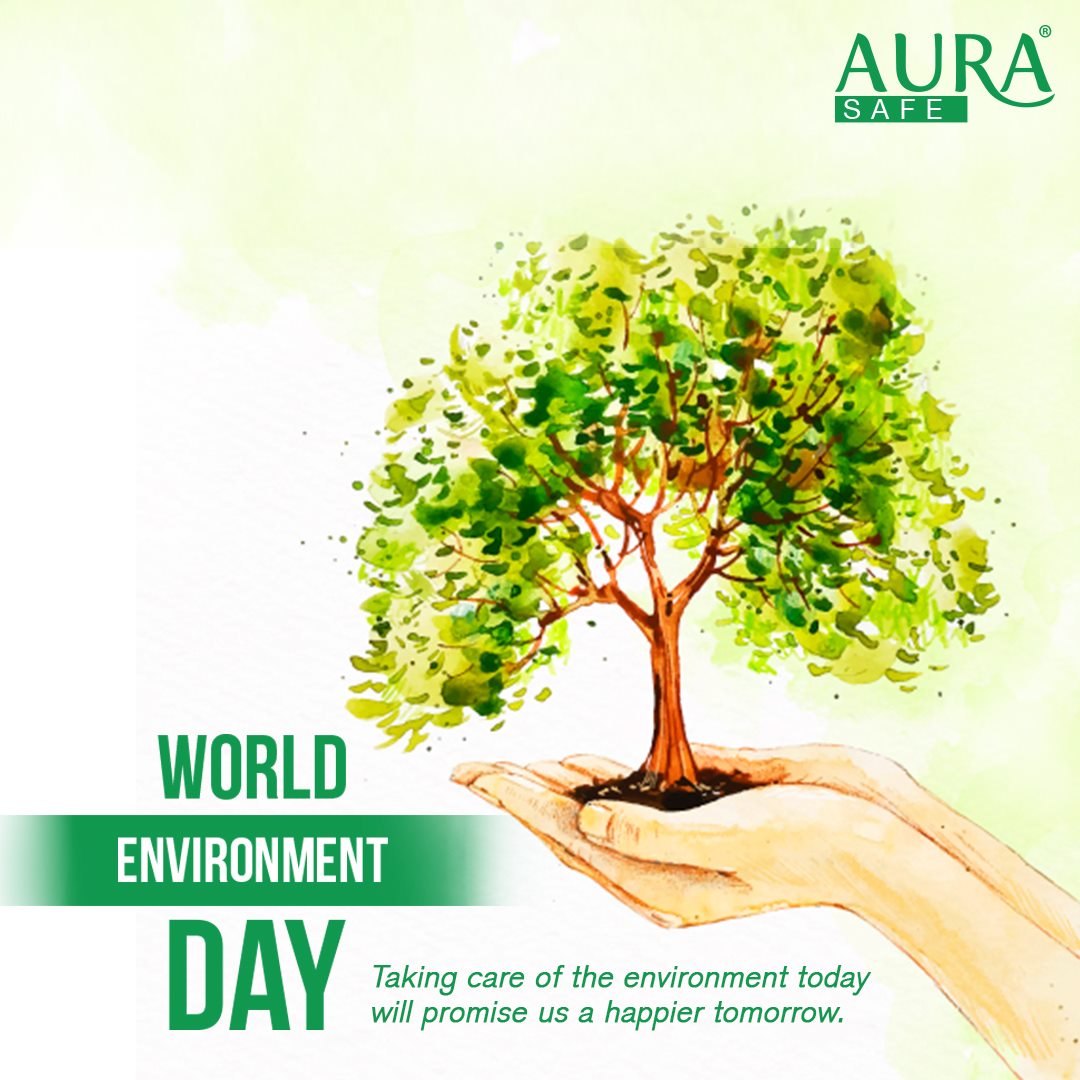 AURA®
SAFE
WORLD
ENVIRONMENT
DAY
Taking care of the environment today
will promise us a happier tomorrow.